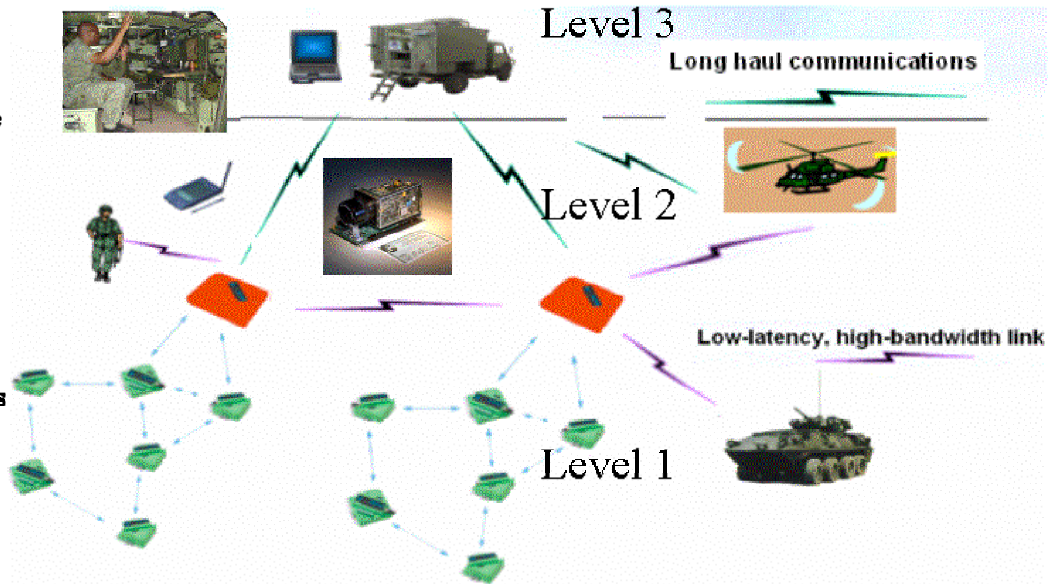 Level 3
Long haul communications
Level 2
Low-latency, high-bandwidth link
Level 1